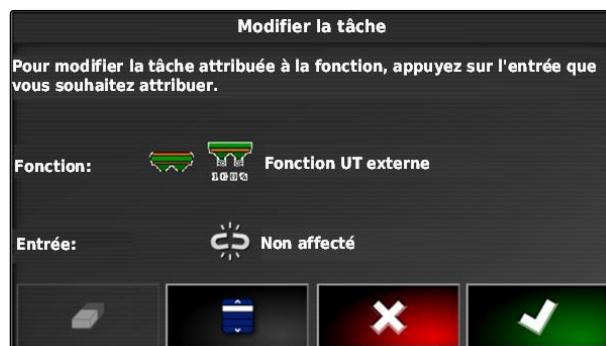 Modifier la tâche
Pour modifier la tâche attribuée à la fonction, appuyez sur l'entrée que
vous souhaitez attribuer.
Fonction: Fonction UT externe
Entrée: Non affecté